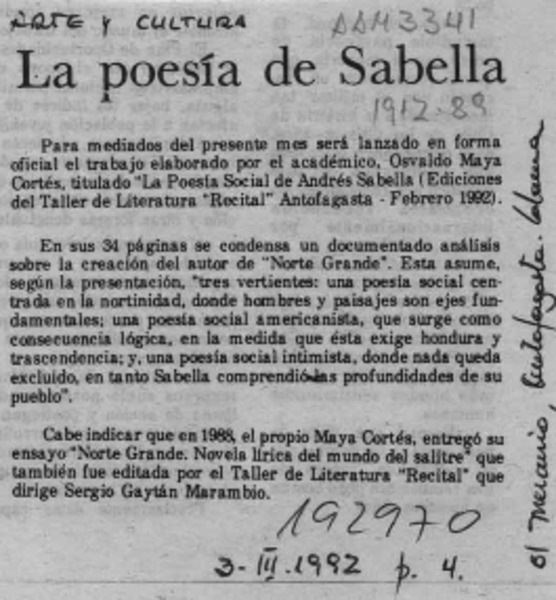 ARTE Y CULTURA
AAM3341
La poesía de Sabella
1912-89
Para mediados del presente mes será lanzado en forma
oficial el trabajo elaborado por el académico, Osvaldo Maya
Cortés, titulado "La Poesía Social de Andrés Sabella (Ediciones
del Taller de Literatura "Recital" Antofagasta - Febrero 1992).
En sus 34 páginas se condensa un documentado análisis
sobre la creación del autor de "Norte Grande". Esta asume,
según la presentación, "tres vertientes: una poesía social cen-
trada en la nortinidad, donde hombres y paisajes son ejes fun-
damentales; una poesía social americanista, que surge como
consecuencia lógica, en la medida que ésta exige hondura y
trascendencia; y, una poesía social intimista, donde nada queda
excluido, en tanto Sabella comprendió las profundidades de su
pueblo".
Cabe indicar que en 1988, el propio Maya Cortés, entregó su
ensayo "Norte Grande. Novela lírica del mundo del salitre" que
también fue editada por el Taller de Literatura "Recital" que
dirige Sergio Gaytán Marambio.
192970
3-III.1992 p. 4.
El Mercurio, Antofagasta.